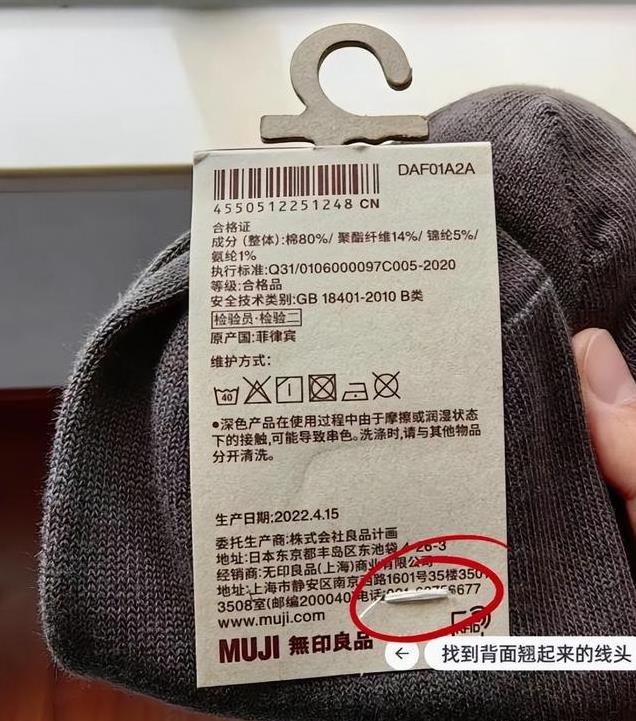 DAF01A2A
4550512251248 CN
合格证
成分 (整体):棉80%/ 聚酯纤维14%/ 锦纶5%/
氨纶1%
执行标准:Q31/0106000097C005-2020
等级:合格品
安全技术类别:GB 18401-2010 B类
检验员·检验二
原产国:菲律宾
维护方式:
40
●深色产品在使用过程中由于摩擦或润湿状态
下的接触,可能导致串色。洗涤时,请与其他物品
分开清洗。
生产日期:2022.4.15
委托生产商:株式会社良品计画
地址:日本东京都丰岛区东池袋4-26-3
经销商:无印良品(上海)商业有限公司
地址:上海市静安区南京西路1601号35楼3501
3508室(邮编200040 电话:021-
www.muji.com
MUJI 無印良品
← 找到背面翘起来的线头